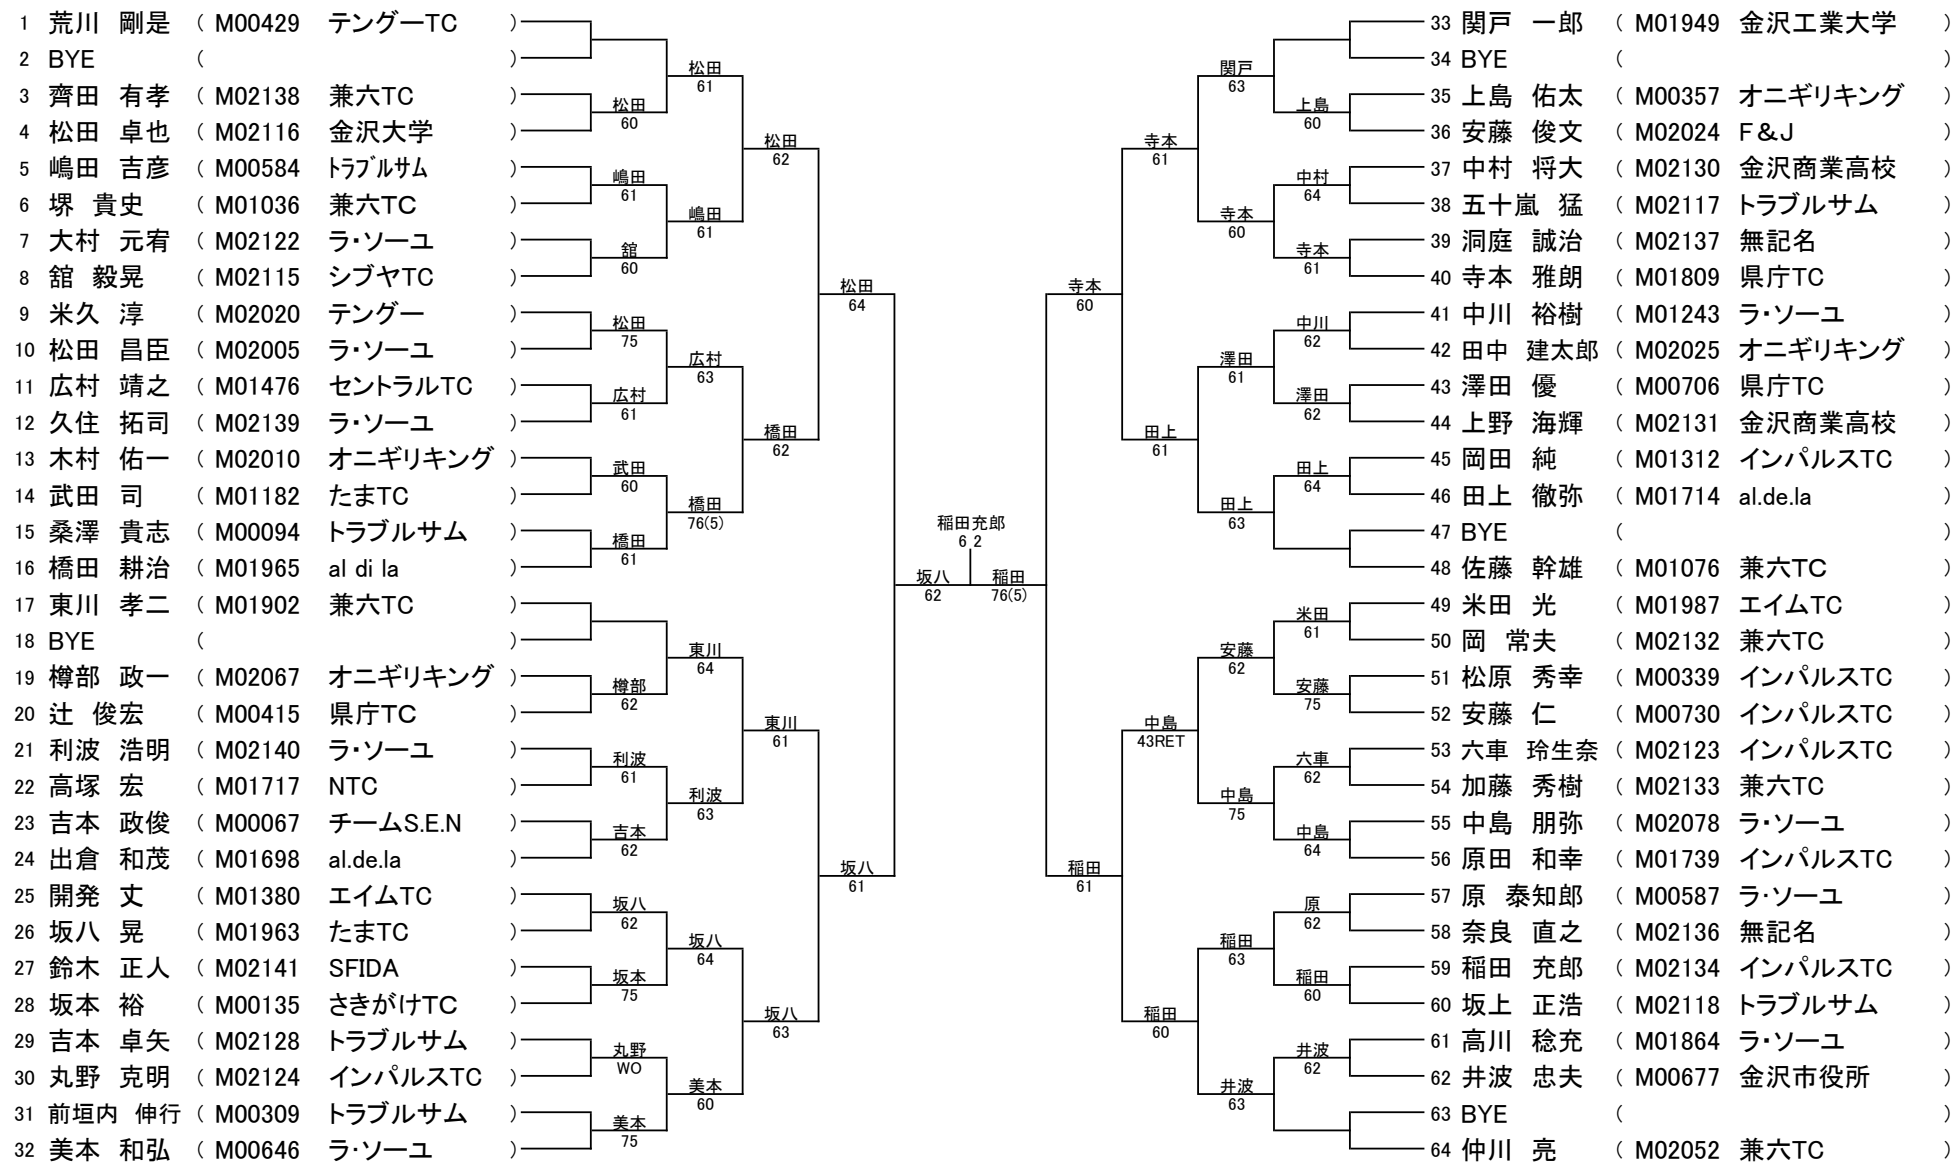 1 荒川 剛是 ( M00429 テングーTC )
2 BYE ( )
3 齊田 有孝 ( M02138 兼六TC )
4 松田 卓也 ( M02116 金沢大学 )
5 嶋田 吉彦 ( M00584 トラブルサム )
6 堺 貴史 ( M01036 兼六TC )
7 大村 元宥 ( M02122 ラ・ソーユ )
8 舘 毅晃 ( M02115 シブヤTC )
9 米久 淳 ( M02020 テングー )
10 松田 昌臣 ( M02005 ラ・ソーユ )
11 広村 靖之 ( M01476 セントラルTC )
12 久住 拓司 ( M02139 ラ・ソーユ )
13 木村 佑一 ( M02010 オニギリキング )
14 武田 司 ( M01182 たまTC )
15 桑澤 貴志 ( M00094 トラブルサム )
16 橋田 耕治 ( M01965 al di la )
17 東川 孝二 ( M01902 兼六TC )
18 BYE ( )
19 樽部 政一 ( M02067 オニギリキング )
20 辻 俊宏 ( M00415 県庁TC )
21 利波 浩明 ( M02140 ラ・ソーユ )
22 高塚 宏 ( M01717 NTC )
23 吉本 政俊 ( M00067 チームS.E.N )
24 出倉 和茂 ( M01698 al.de.la )
25 開発 丈 ( M01380 エイムTC )
26 坂八 晃 ( M01963 たまTC )
27 鈴木 正人 ( M02141 SFIDA )
28 坂本 裕 ( M00135 さきがけTC )
29 吉本 卓矢 ( M02128 トラブルサム )
30 丸野 克明 ( M02124 インパルスTC )
31 前垣内 伸行 ( M00309 トラブルサム )
32 美本 和弘 ( M00646 ラ・ソーユ )
松田
60
嶋田
61
舘
60
松田
75
広村
61
武田
60
橋田
61
樽部
62
利波
61
吉本
62
坂八
62
坂本
75
丸野
WO
美本
75
松田
61
嶋田
61
広村
63
橋田
76(5)
東川
64
利波
63
坂八
64
美本
60
松田
62
橋田
62
東川
61
坂八
63
松田
64
坂八
61
坂八
62
稲田充郎
6 2
稲田
76(5)
寺本
60
稲田
61
寺本
61
田上
61
中島
43RET
稲田
60
関戸
63
寺本
60
澤田
61
田上
63
安藤
62
中島
75
稲田
63
井波
63
上島
60
中村
64
寺本
61
中川
62
澤田
62
田上
64
米田
61
安藤
75
六車
62
中島
64
原
62
稲田
60
井波
62
33 関戸 一郎 ( M01949 金沢工業大学 )
34 BYE ( )
35 上島 佑太 ( M00357 オニギリキング )
36 安藤 俊文 ( M02024 F＆J )
37 中村 将大 ( M02130 金沢商業高校 )
38 五十嵐 猛 ( M02117 トラブルサム )
39 洞庭 誠治 ( M02137 無記名 )
40 寺本 雅朗 ( M01809 県庁TC )
41 中川 裕樹 ( M01243 ラ・ソーユ )
42 田中 建太郎 ( M02025 オニギリキング )
43 澤田 優 ( M00706 県庁TC )
44 上野 海輝 ( M02131 金沢商業高校 )
45 岡田 純 ( M01312 インパルスTC )
46 田上 徹弥 ( M01714 al.de.la )
47 BYE ( )
48 佐藤 幹雄 ( M01076 兼六TC )
49 米田 光 ( M01987 エイムTC )
50 岡 常夫 ( M02132 兼六TC )
51 松原 秀幸 ( M00339 インパルスTC )
52 安藤 仁 ( M00730 インパルスTC )
53 六車 玲生奈 ( M02123 インパルスTC )
54 加藤 秀樹 ( M02133 兼六TC )
55 中島 朋弥 ( M02078 ラ・ソーユ )
56 原田 和幸 ( M01739 インパルスTC )
57 原 泰知郎 ( M00587 ラ・ソーユ )
58 奈良 直之 ( M02136 無記名 )
59 稲田 充郎 ( M02134 インパルスTC )
60 坂上 正浩 ( M02118 トラブルサム )
61 高川 稔充 ( M01864 ラ・ソーユ )
62 井波 忠夫 ( M00677 金沢市役所 )
63 BYE ( )
64 仲川 亮 ( M02052 兼六TC )